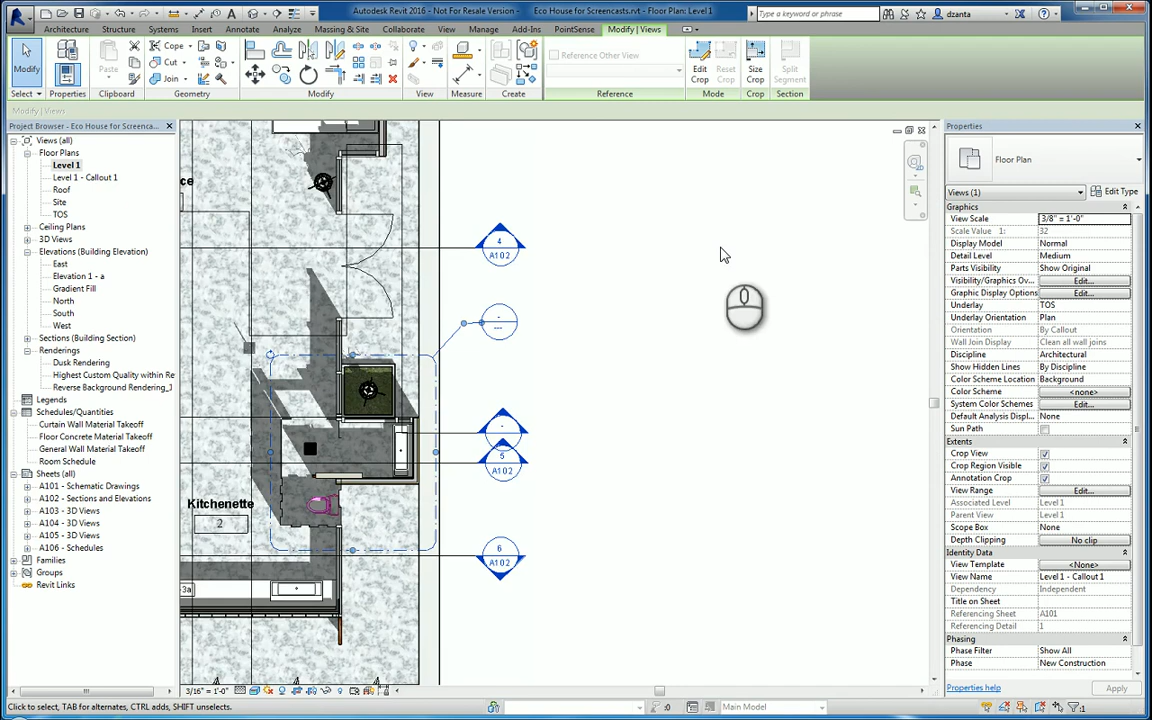 Autodesk Revit 2016 - Not For Resale Version - Eco House for Screencasts.rvt - Floor Plan: Level 1
Type a keyword or phrase
dzanta
Architecture Structure Systems Insert Annotate Analyze Massing & Site Collaborate View Manage Add-Ins PointSense Modify | Views
Modify
Paste
Cope
Cut
Join
Reference Other View
Edit Crop
Reset Crop
Size Crop
Split Segment
Select Properties Clipboard Geometry Modify View Measure Create Reference Mode Crop Section
Modify | Views
Project Browser - Eco House for Screencas...
Views (all)
Floor Plans
Level 1
Level 1 - Callout 1
Roof
Site
TOS
Ceiling Plans
3D Views
Elevations (Building Elevation)
East
Elevation 1 - a
Gradient Fill
North
South
West
Sections (Building Section)
Renderings
Dusk Rendering
Highest Custom Quality within Re
Reverse Background Rendering_1
Legends
Schedules/Quantities
Curtain Wall Material Takeoff
Floor Concrete Material Takeoff
General Wall Material Takeoff
Room Schedule
Sheets (all)
A101 - Schematic Drawings
A102 - Sections and Elevations
A103 - 3D Views
A104 - 3D Views
A105 - 3D Views
A106 - Schedules
Families
Groups
Revit Links
ce
4
A102
-
---
-
5
A102
6
A102
Kitchenette
2
3a
3/16" = 1'-0"
Properties
Floor Plan
Views (1)
Edit Type
Graphics
View Scale 3/8" = 1'-0"
Scale Value 1: 32
Display Model Normal
Detail Level Medium
Parts Visibility Show Original
Visibility/Graphics Ov... Edit...
Graphic Display Options Edit...
Underlay TOS
Underlay Orientation Plan
Orientation By Callout
Wall Join Display Clean all wall joins
Discipline Architectural
Show Hidden Lines By Discipline
Color Scheme Location Background
Color Scheme <none>
System Color Schemes Edit...
Default Analysis Displ... None
Sun Path
Extents
Crop View
Crop Region Visible
Annotation Crop
View Range Edit...
Associated Level Level 1
Parent View Level 1
Scope Box None
Depth Clipping No clip
Identity Data
View Template <None>
View Name Level 1 - Callout 1
Dependency Independent
Title on Sheet
Referencing Sheet A101
Referencing Detail 1
Phasing
Phase Filter Show All
Phase New Construction
Properties help
Apply
Click to select, TAB for alternates, CTRL adds, SHIFT unselects.
:0
Main Model
:1